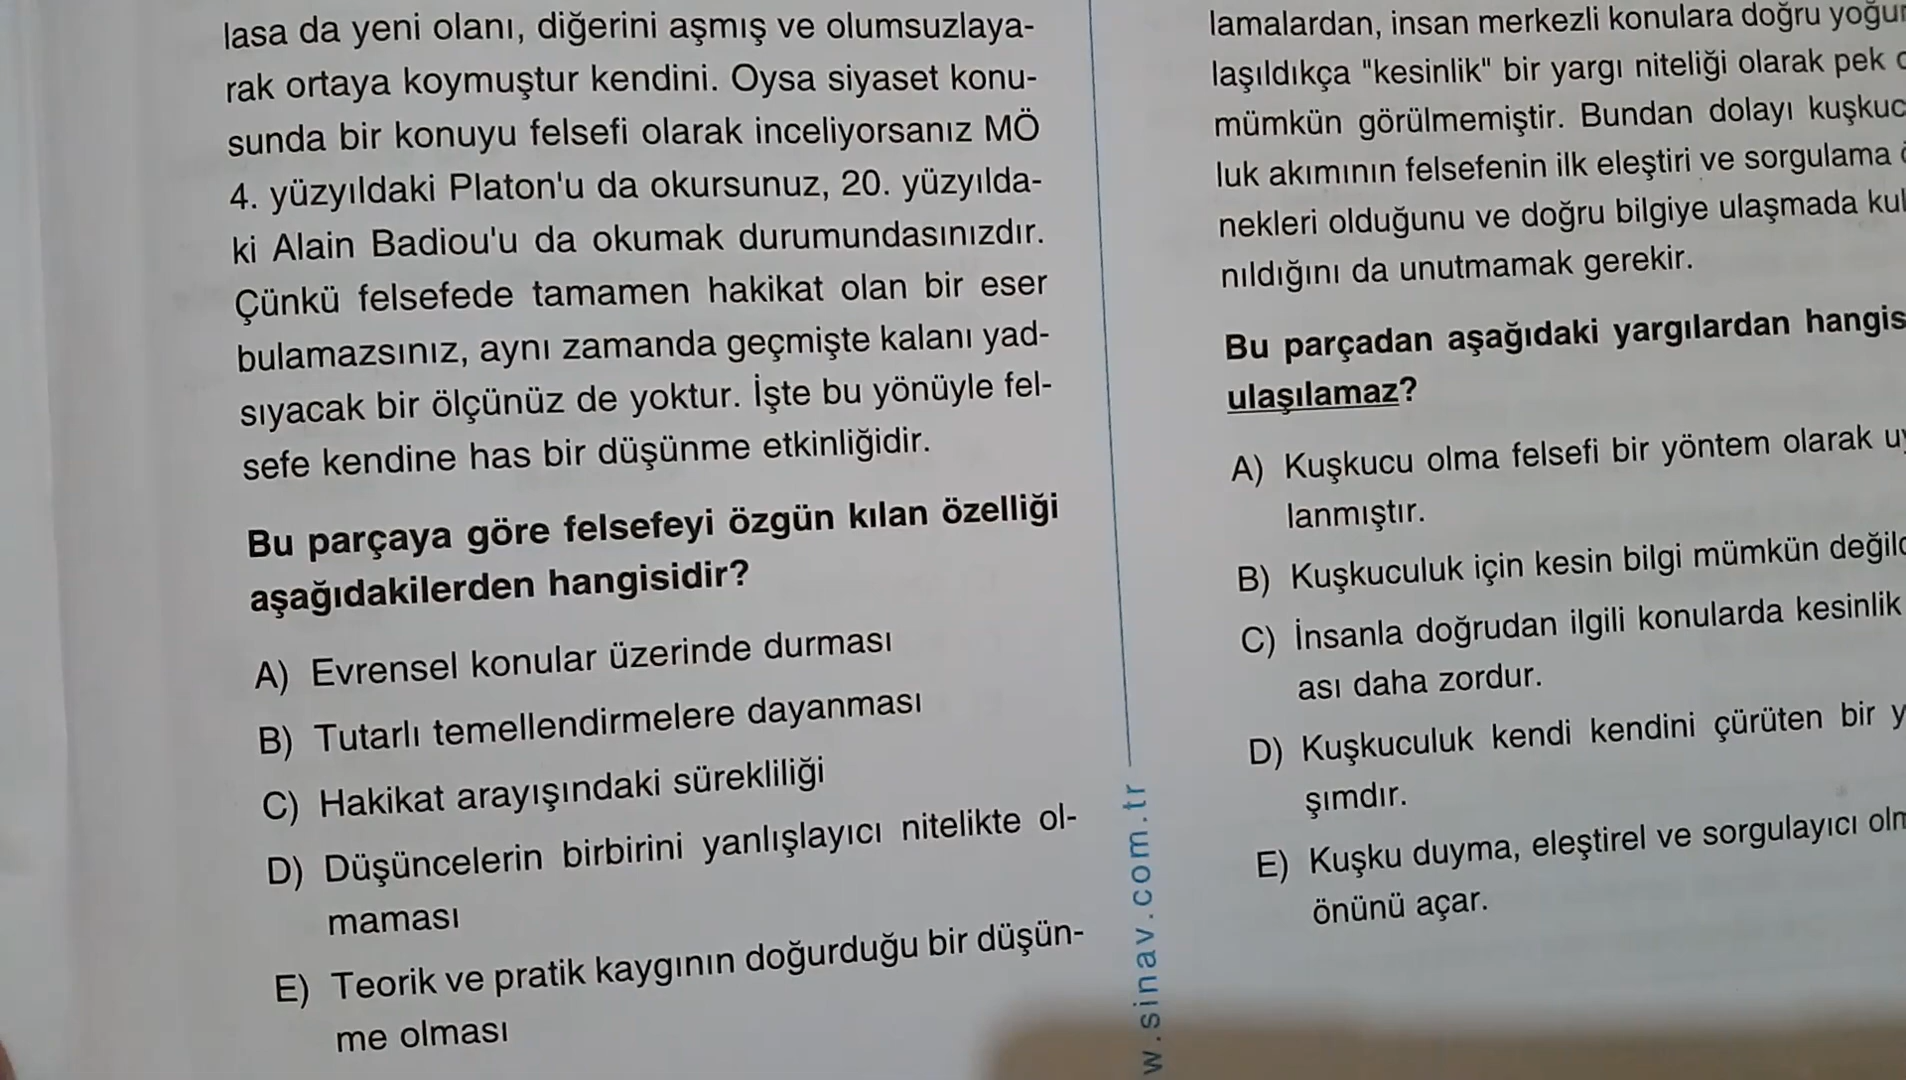 lasa da yeni olanı, diğerini aşmış ve olumsuzlaya-
rak ortaya koymuştur kendini. Oysa siyaset konu-
sunda bir konuyu felsefi olarak inceliyorsanız MÖ
4. yüzyıldaki Platon'u da okursunuz, 20. yüzyılda-
ki Alain Badiou'u da okumak durumundasınızdır.
Çünkü felsefede tamamen hakikat olan bir eser
bulamazsınız, aynı zamanda geçmişte kalanı yad-
sıyacak bir ölçünüz de yoktur. İşte bu yönüyle fel-
sefe kendine has bir düşünme etkinliğidir.
Bu parçaya göre felsefeyi özgün kılan özelliği
aşağıdakilerden hangisidir?
A) Evrensel konular üzerinde durması
B) Tutarlı temellendirmelere dayanması
C) Hakikat arayışındaki sürekliliği
D) Düşüncelerin birbirini yanlışlayıcı nitelikte ol-
maması
E) Teorik ve pratik kaygının doğurduğu bir düşün-
me olması
w.sinav.com.tr
lamalardan, insan merkezli konulara doğru
laşıldıkça "kesinlik" bir yargı niteliği olarak pek
mümkün görülmemiştir. Bundan dolayı
luk akımının felsefenin ilk eleştiri ve sorgulama
nekleri olduğunu ve doğru bilgiye ulaşmada
nıldığını da unutmamak gerekir.
Bu parçadan aşağıdaki yargılardan
ulaşılamaz?
A) Kuşkucu olma felsefi bir yöntem olarak
lanmıştır.
B) Kuşkuculuk için kesin bilgi mümkün
C) İnsanla doğrudan ilgili konularda kesinlik
ası daha zordur.
D) Kuşkuculuk kendi kendini çürüten bir
şımdır.
E) Kuşku duyma, eleştirel ve sorgulayıcı
önünü açar.